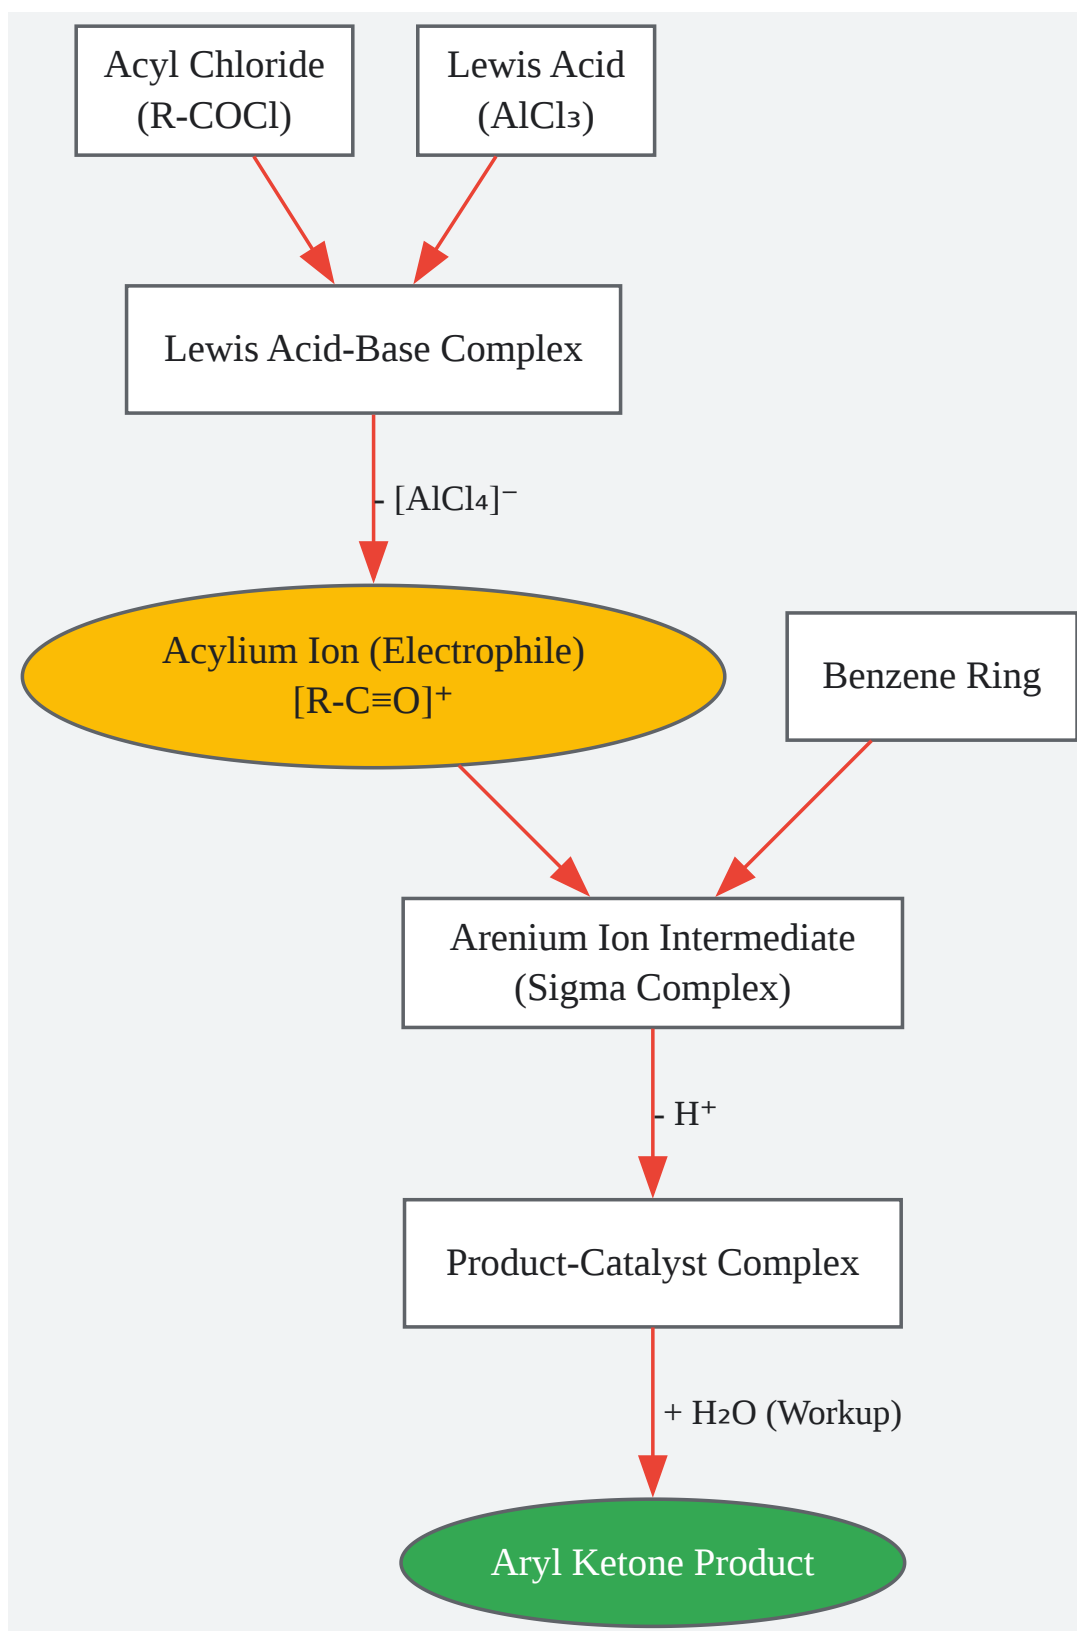 Acyl Chloride
(R-COCl)
Lewis Acid
(AlCl₃)
Lewis Acid-Base Complex
- [AlCl₄]⁻
Acylium Ion (Electrophile)
[R-C≡O]⁺
Benzene Ring
Arenium Ion Intermediate
(Sigma Complex)
- H⁺
Product-Catalyst Complex
+ H₂O (Workup)
Aryl Ketone Product